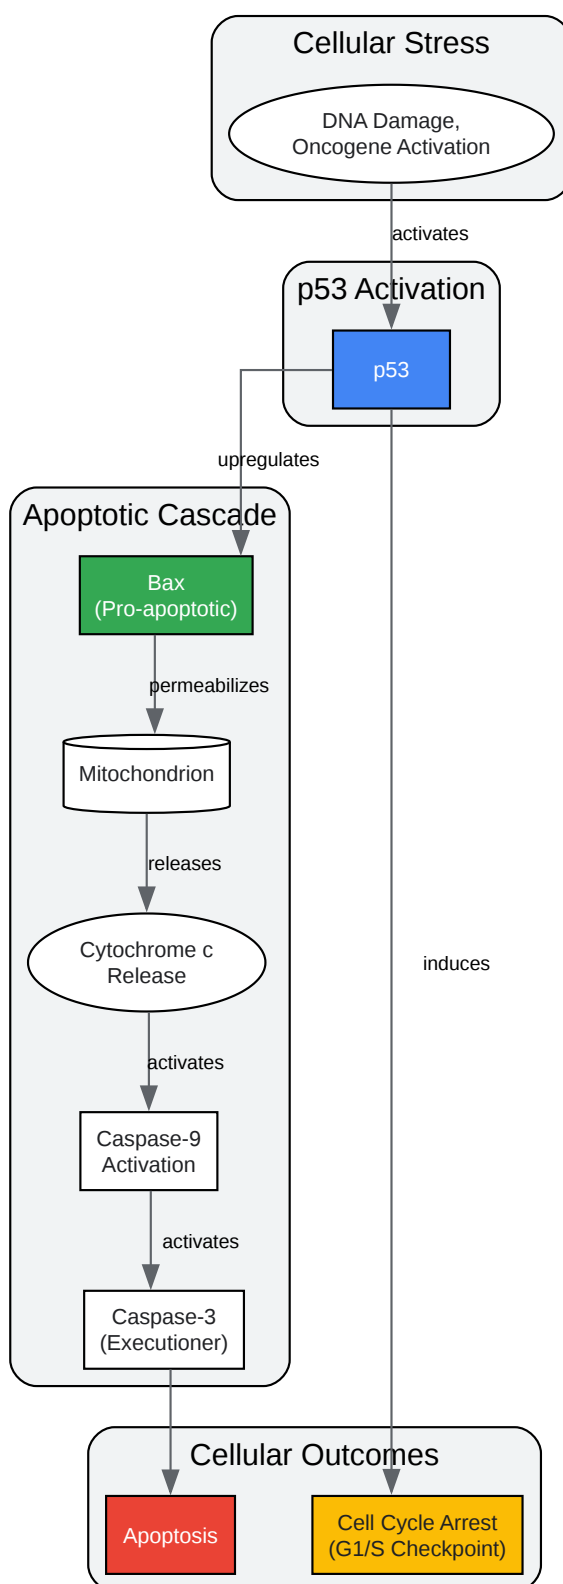 Cellular Stress
DNA Damage,
Oncogene Activation
activates
p53 Activation
p53
upregulates
Apoptotic Cascade
Bax
(Pro-apoptotic)
permeabilizes
Mitochondrion
releases
Cytochrome c
Release
induces
activates
Caspase-9
Activation
activates
Caspase-3
(Executioner)
Cellular Outcomes
Apoptosis
Cell Cycle Arrest
(G1/S Checkpoint)